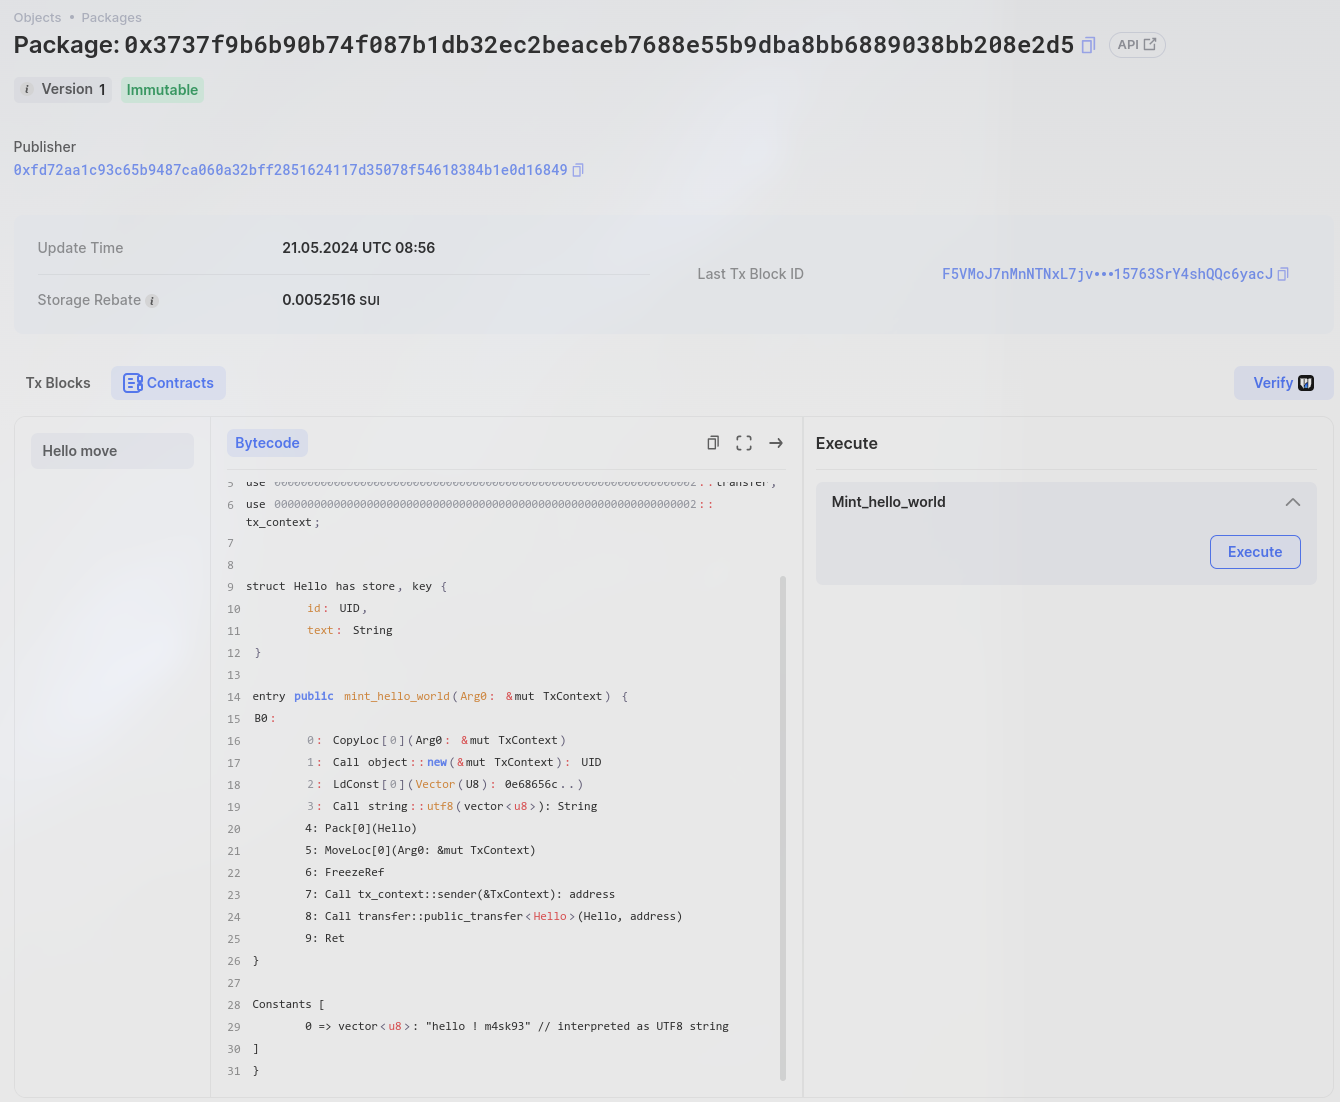 Objects • Packages
Package: 0x3737f9b6b90b74f087b1db32ec2beaceb7688e55b9dba8bb6889038bb208e2d5 API
i Version 1 Immutable
Publisher
0xfd72aa1c93c65b9487ca060a32bff2851624117d35078f54618384b1e0d16849
Update Time 21.05.2024 UTC 08:56
Last Tx Block ID F5VMoJ7nMnNTNxL7jv•••15763SrY4shQQc6yacJ
Storage Rebate i 0.0052516 SUI
Tx Blocks Contracts Verify
Hello move
Bytecode
5 use 0000000000000000000000000000000000000000000000000000000000000002::transfer;
6 use 0000000000000000000000000000000000000000000000000000000000000002::
tx_context;
7
8
9 struct Hello has store, key {
10 id: UID,
11 text: String
12 }
13
14 entry public mint_hello_world(Arg0: &mut TxContext) {
15 B0:
16 0: CopyLoc[0](Arg0: &mut TxContext)
17 1: Call object::new(&mut TxContext): UID
18 2: LdConst[0](Vector(U8): 0e68656c..)
19 3: Call string::utf8(vector<u8>): String
20 4: Pack[0](Hello)
21 5: MoveLoc[0](Arg0: &mut TxContext)
22 6: FreezeRef
23 7: Call tx_context::sender(&TxContext): address
24 8: Call transfer::public_transfer<Hello>(Hello, address)
25 9: Ret
26 }
27
28 Constants [
29 0 => vector<u8>: "hello ! m4sk93" // interpreted as UTF8 string
30 ]
31 }
Execute
Mint_hello_world
Execute